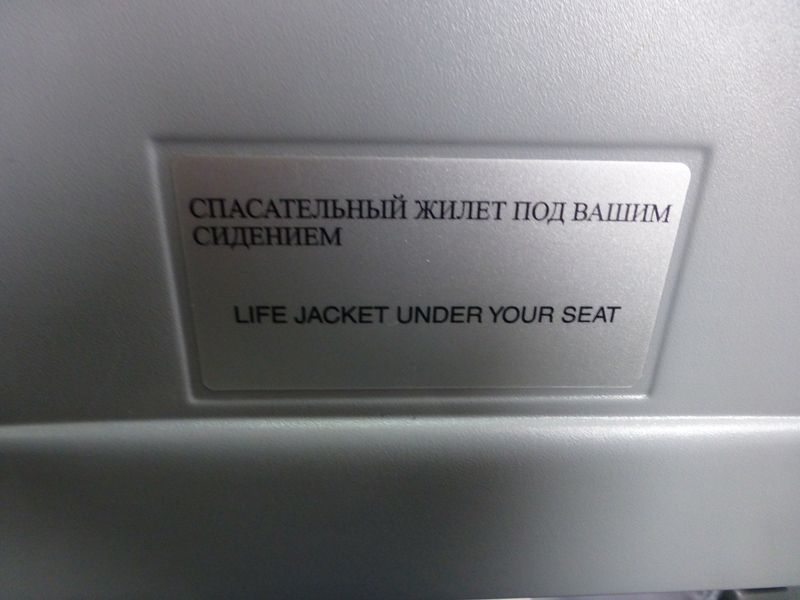 СПАСАТЕЛЬНЫЙ ЖИЛЕТ ПОД ВАШИМ
СИДЕНИЕМ
LIFE JACKET UNDER YOUR SEAT